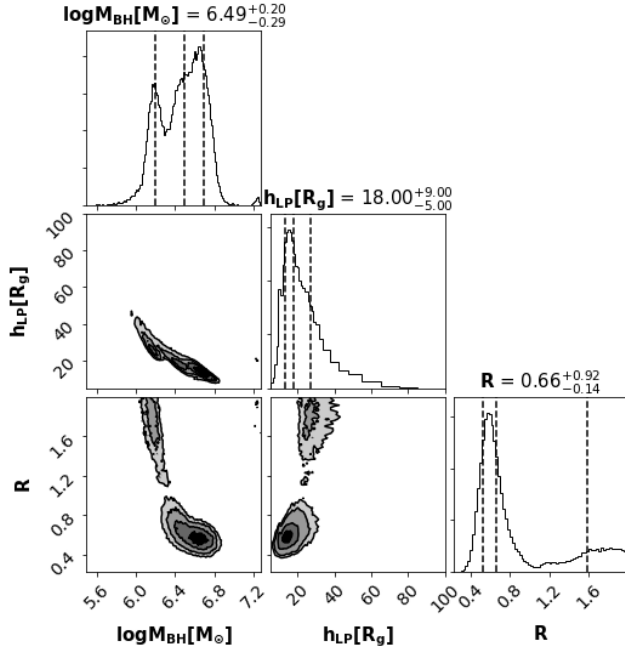 logM_BH[M_⊙] = 6.49^{+0.20}_{-0.29}
h_LP[R_g] = 18.00^{+9.00}_{-5.00}
100
80
60
40
20
h_LP[R_g]
R = 0.66^{+0.92}_{-0.14}
1.6
1.2
0.8
0.4
R
5.6 6.0 6.4 6.8 7.2
20 40 60 80 100
0.4 0.8 1.2 1.6
logM_BH[M_⊙] h_LP[R_g] R